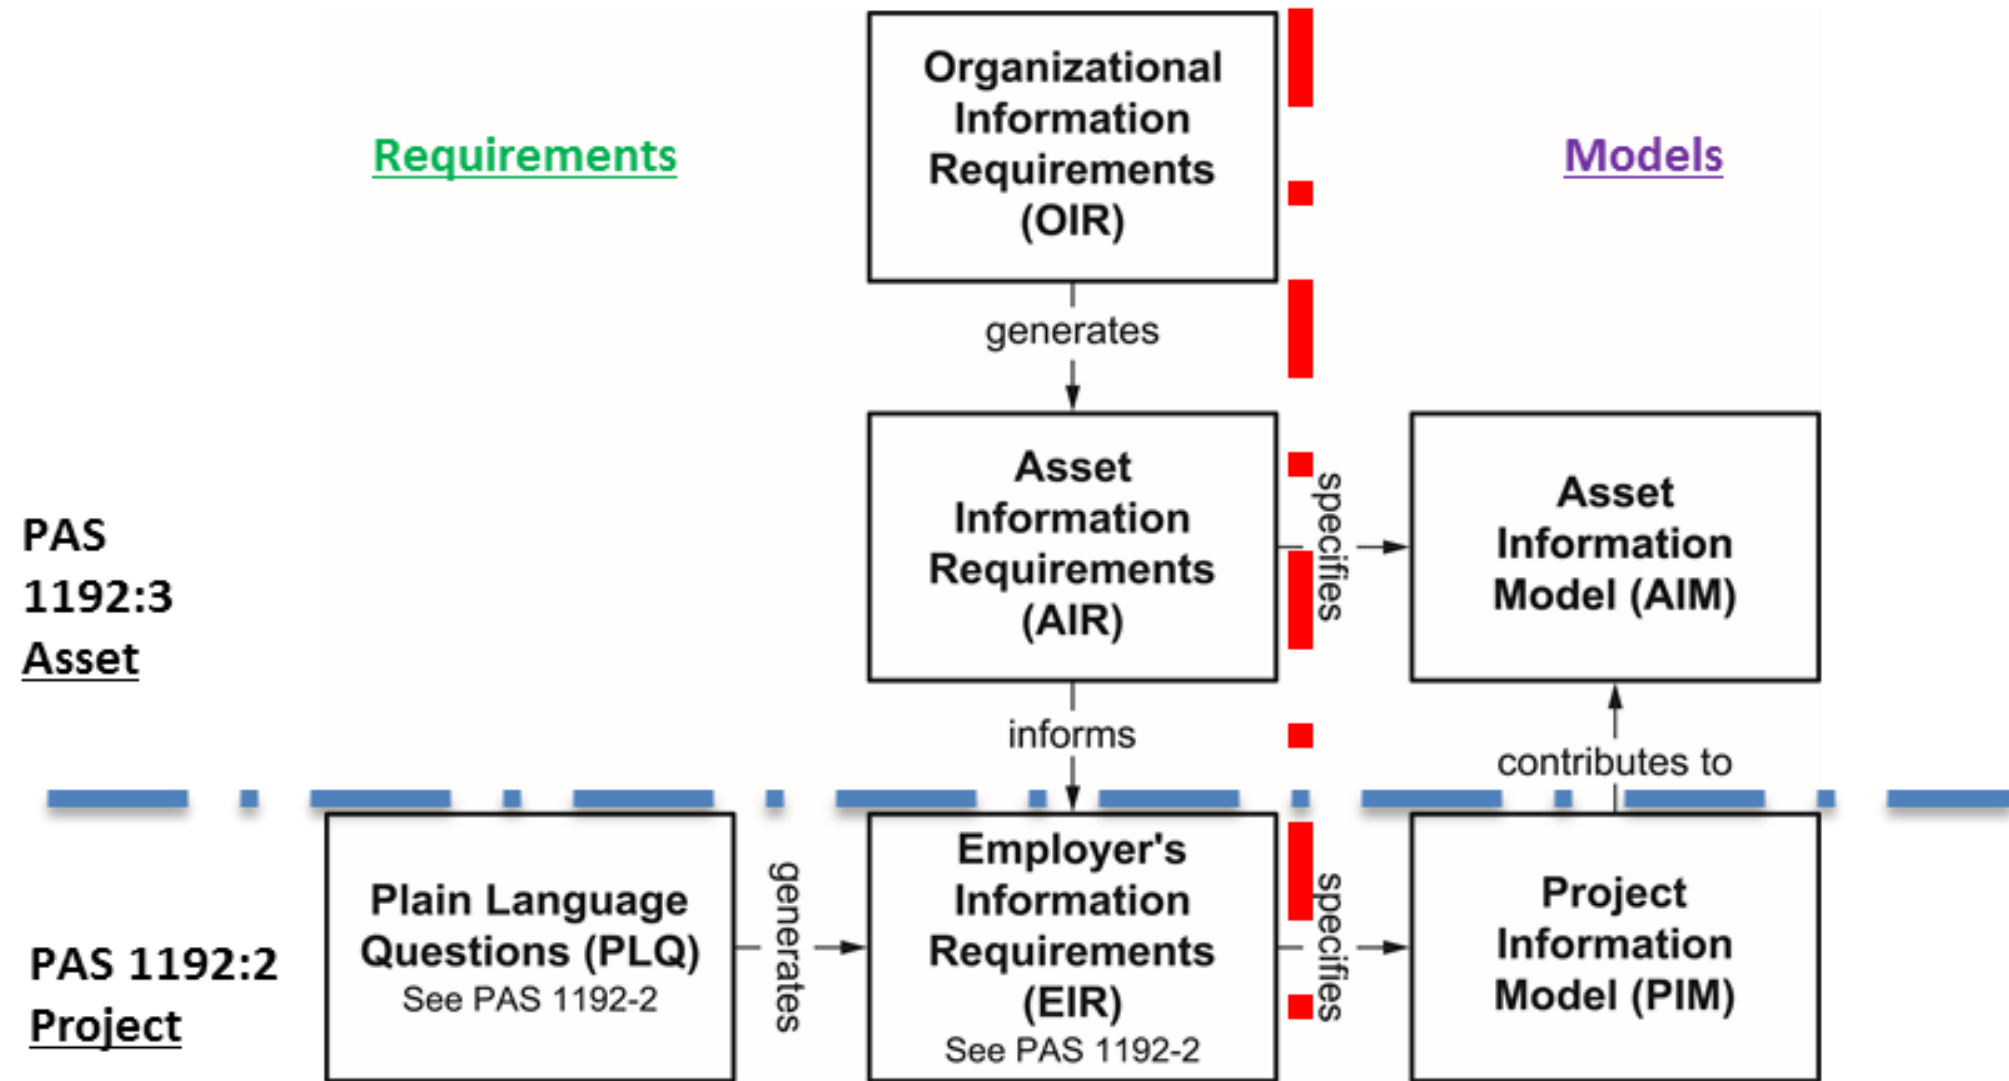 Organizational
Information
Requirements
(OIR)
Requirements
Models
generates
Asset
Information
Requirements
(AIR)
specifies
Asset
Information
Model (AIM)
PAS
1192:3
Asset
informs
contributes to
Plain Language
Questions (PLQ)
See PAS 1192-2
generates
Employer's
Information
Requirements
(EIR)
See PAS 1192-2
specifies
Project
Information
Model (PIM)
PAS 1192:2
Project